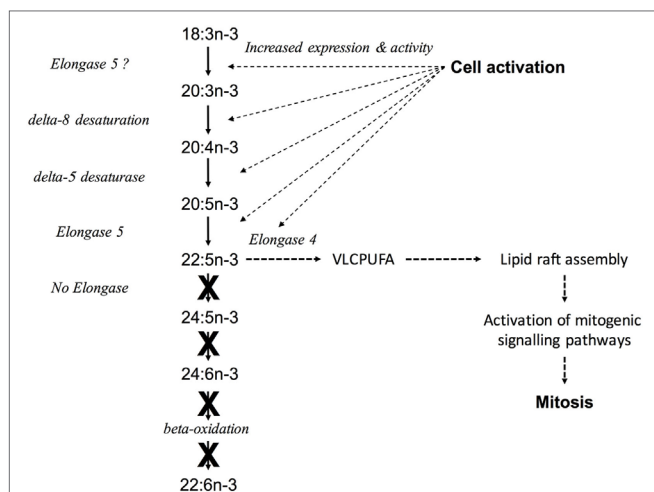 18:3n-3
Increased expression & activity
Elongase 5 ?
Cell activation
20:3n-3
delta-8 desaturation
20:4n-3
delta-5 desaturase
20:5n-3
Elongase 5
Elongase 4
22:5n-3
VLCPUFA
Lipid raft assembly
No Elongase
24:5n-3
Activation of mitogenic
signalling pathways
24:6n-3
Mitosis
beta-oxidation
22:6n-3